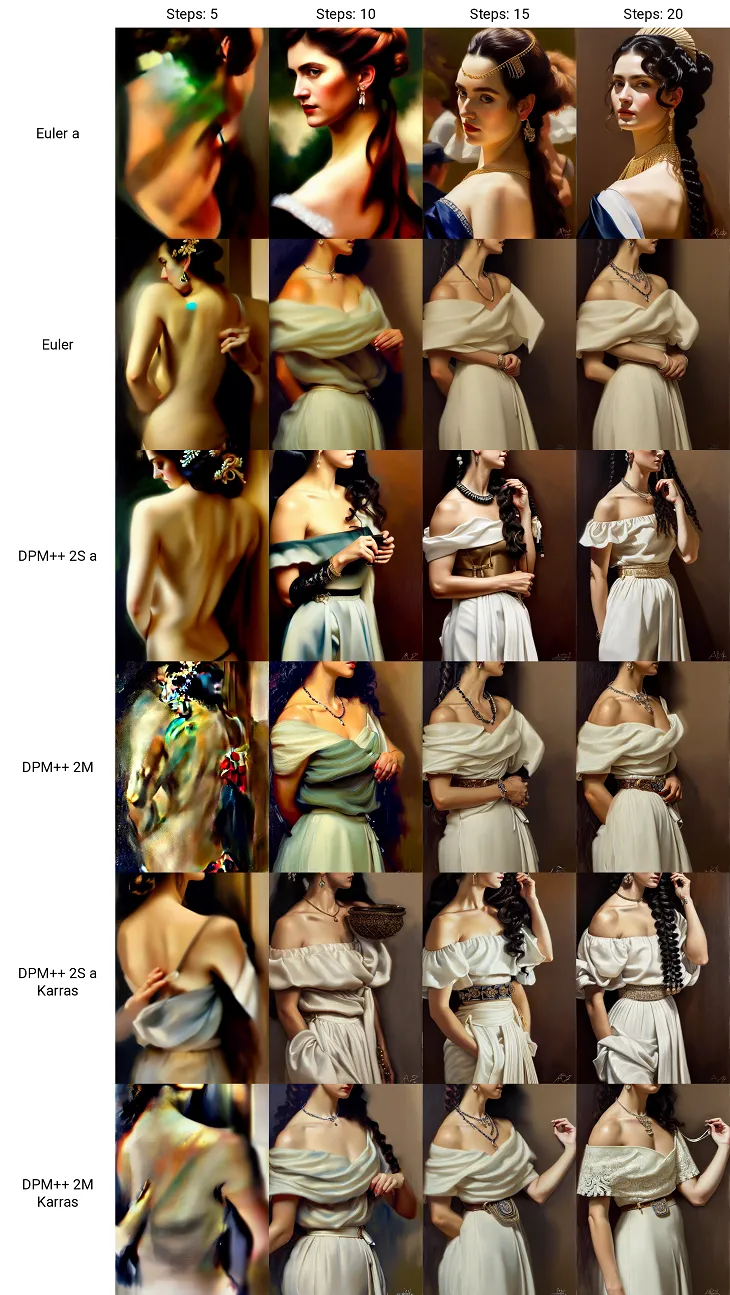 Steps: 5 Steps: 10 Steps: 15 Steps: 20
Euler a
Euler
DPM++ 2S a
DPM++ 2M
DPM++ 2S a
Karras
DPM++ 2M
Karras